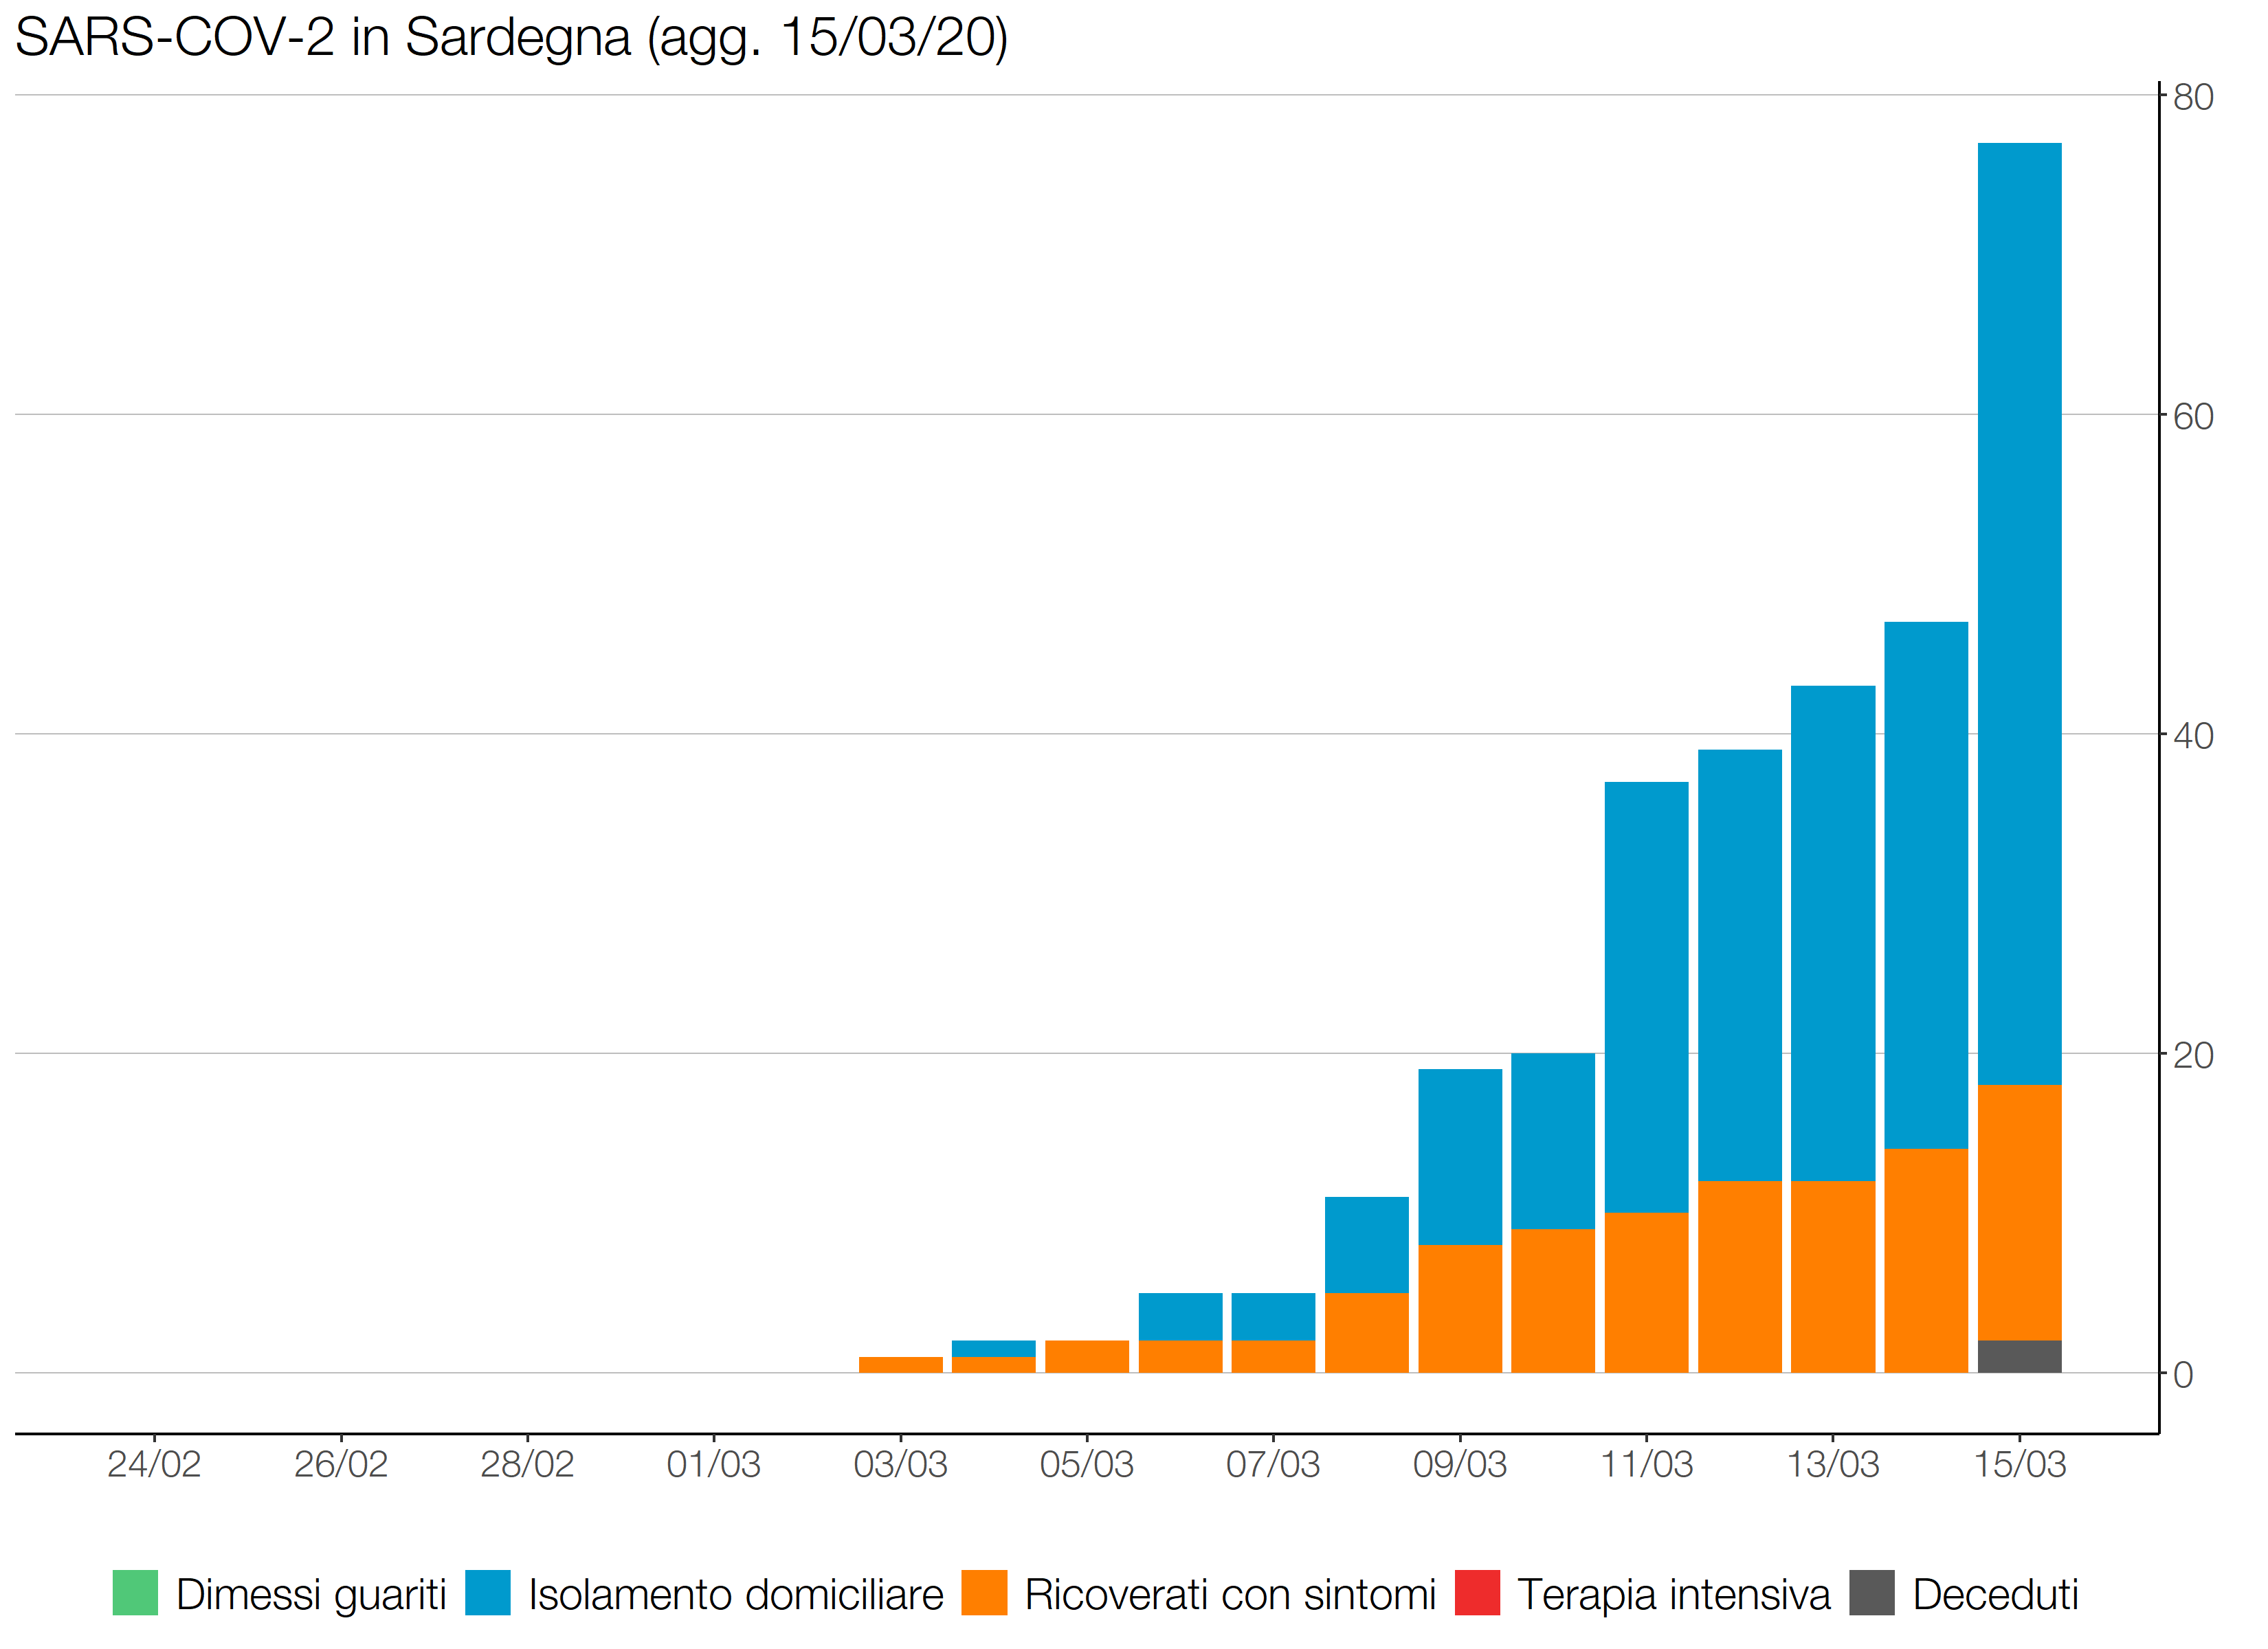 SARS-COV-2 in Sardegna (agg. 15/03/20)
80
60
40
20
0
24/02 26/02 28/02 01/03 03/03 05/03 07/03 09/03 11/03 13/03 15/03
Dimessi guariti Isolamento domiciliare Ricoverati con sintomi Terapia intensiva Deceduti